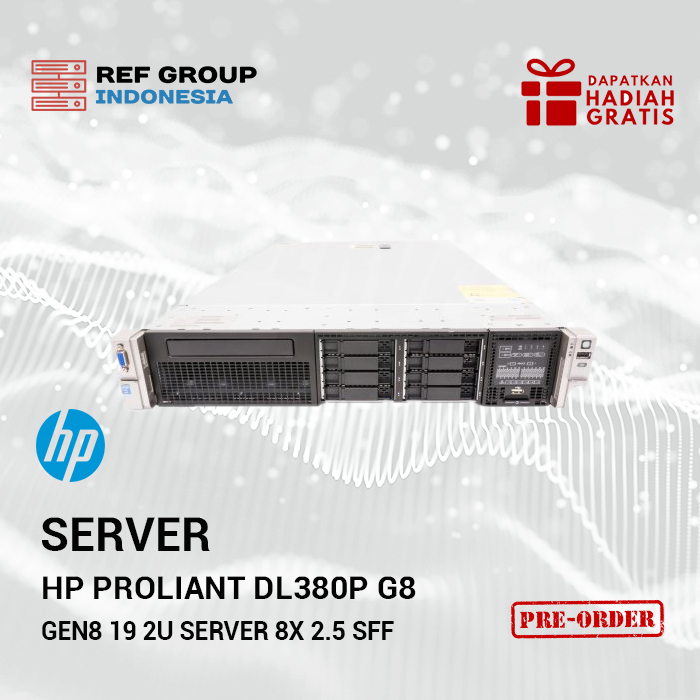 REF GROUP
INDONESIA
DAPATKAN
HADIAH
GRATIS
hp
SERVER
HP PROLIANT DL380P G8
GEN8 19 2U SERVER 8X 2.5 SFF
PRE-ORDER